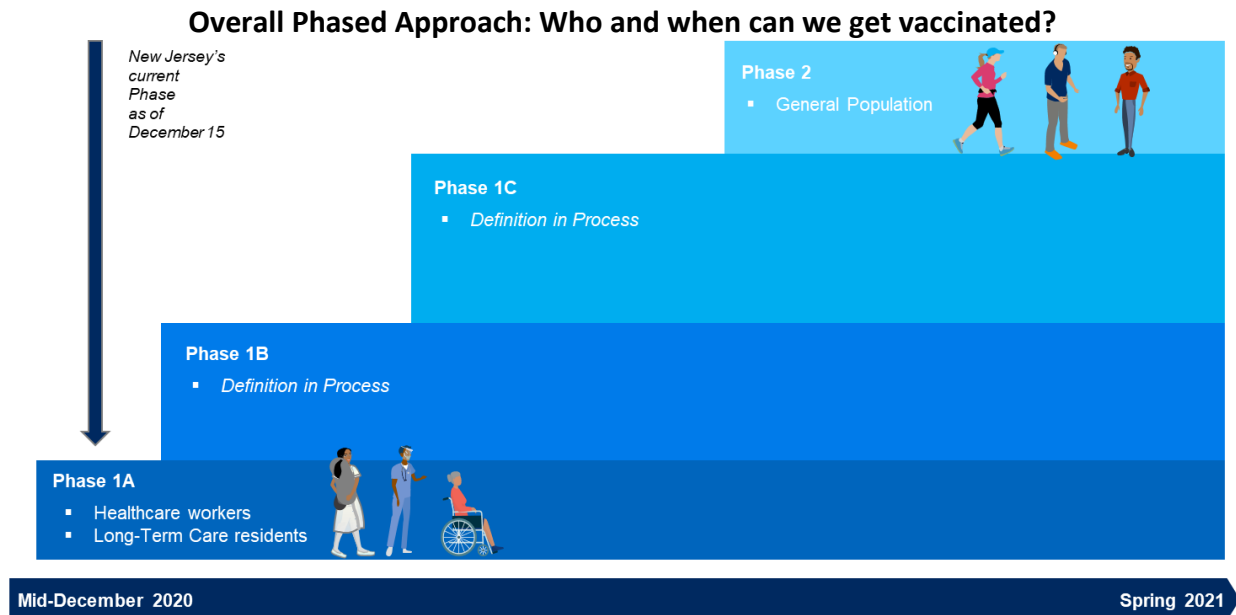 Overall Phased Approach: Who and when can we get vaccinated?
New Jersey's
current
Phase
as of
December 15
Phase 2
▪ General Population
Phase 1C
▪ Definition in Process
Phase 1B
▪ Definition in Process
Phase 1A
▪ Healthcare workers
▪ Long-Term Care residents
Mid-December 2020
Spring 2021